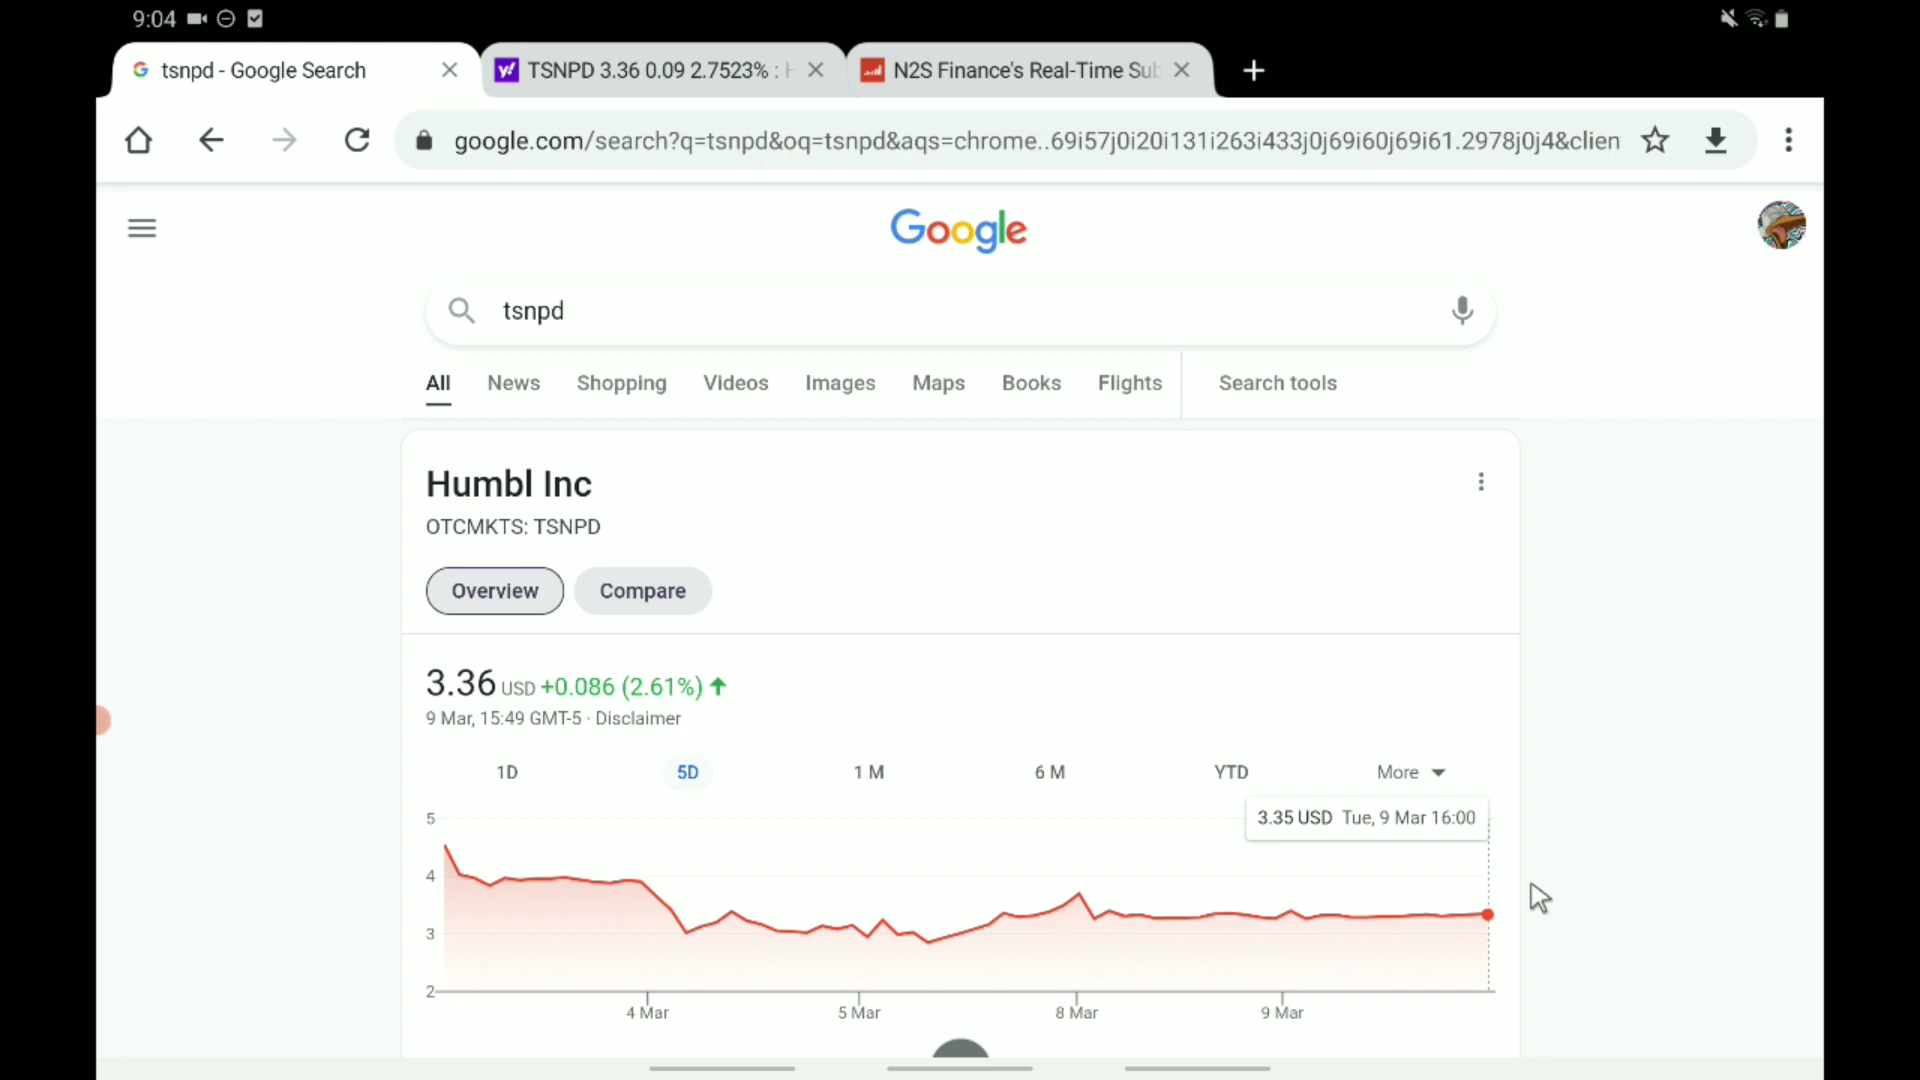 9:04
tsnpd - Google Search
TSNPD 3.36 0.09 2.7523% :
N2S Finance's Real-Time Sub
google.com/search?q=tsnpd&oq=tsnpd&aqs=chrome..69i57j0i20i131i263i433j0j69i60j69i61.2978j0j4&clien
Google
tsnpd
All News Shopping Videos Images Maps Books Flights Search tools
Humbl Inc
OTCMKTS: TSNPD
Overview Compare
3.36 USD +0.086 (2.61%)
9 Mar, 15:49 GMT-5 · Disclaimer
1D 5D 1 M 6 M YTD More
3.35 USD Tue, 9 Mar 16:00
5
4
3
2
4 Mar 5 Mar 8 Mar 9 Mar